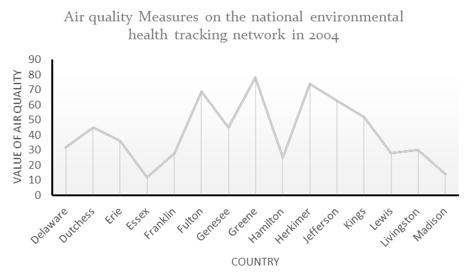 Air quality Measures on the national environmental
health tracking network in 2004
VALUE OF AIR QUALITY
90
80
70
60
50
40
30
20
10
0
Delaware
Dutchess
Erie
Essex
Franklin
Fulton
Genesee
Greene
Hamilton
Herkimer
Jefferson
Kings
Lewis
Livingston
Madison
COUNTRY